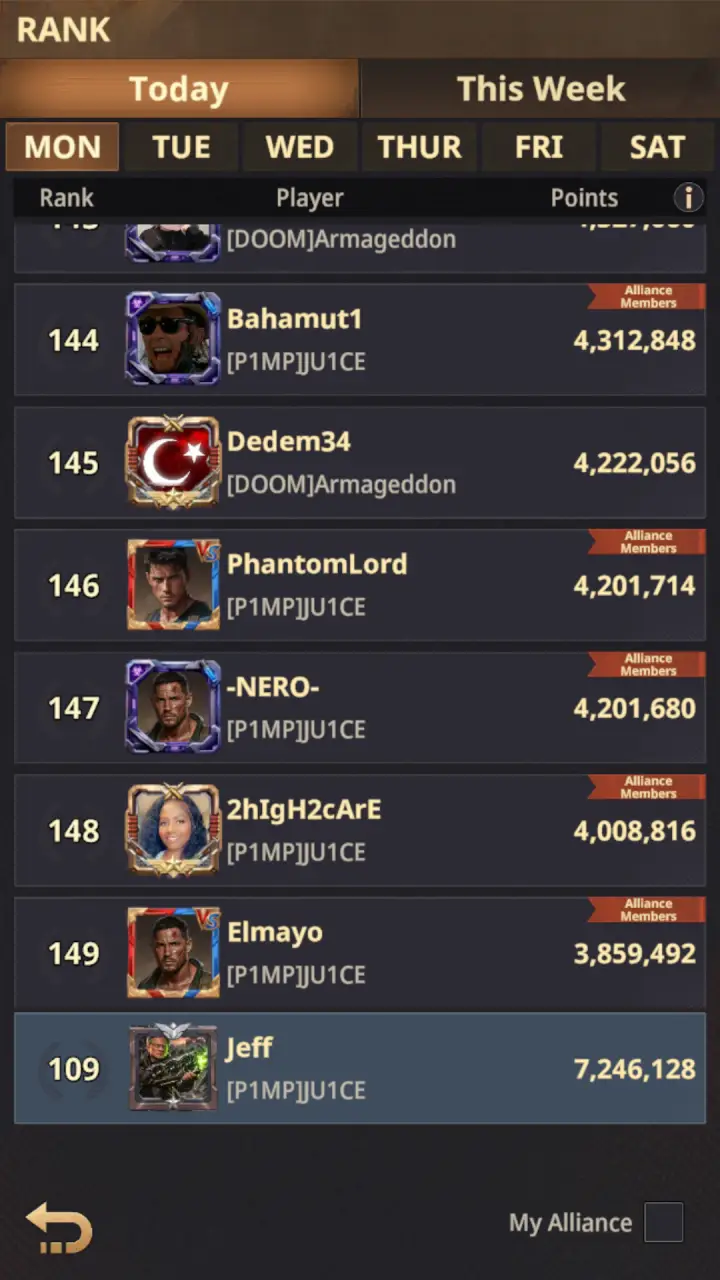 RANK
Today
This Week
MON
TUE
WED
THUR
FRI
SAT
Rank
Player
Points
i
[DOOM]Armageddon
Alliance
Members
144
Bahamut1
[P1MP]JU1CE
4,312,848
145
Dedem34
[DOOM]Armageddon
4,222,056
Alliance
Members
146
PhantomLord
[P1MP]JU1CE
4,201,714
Alliance
Members
147
-NERO-
[P1MP]JU1CE
4,201,680
Alliance
Members
148
2hIgH2cArE
[P1MP]JU1CE
4,008,816
Alliance
Members
149
Elmayo
[P1MP]JU1CE
3,859,492
109
Jeff
[P1MP]JU1CE
7,246,128
My Alliance